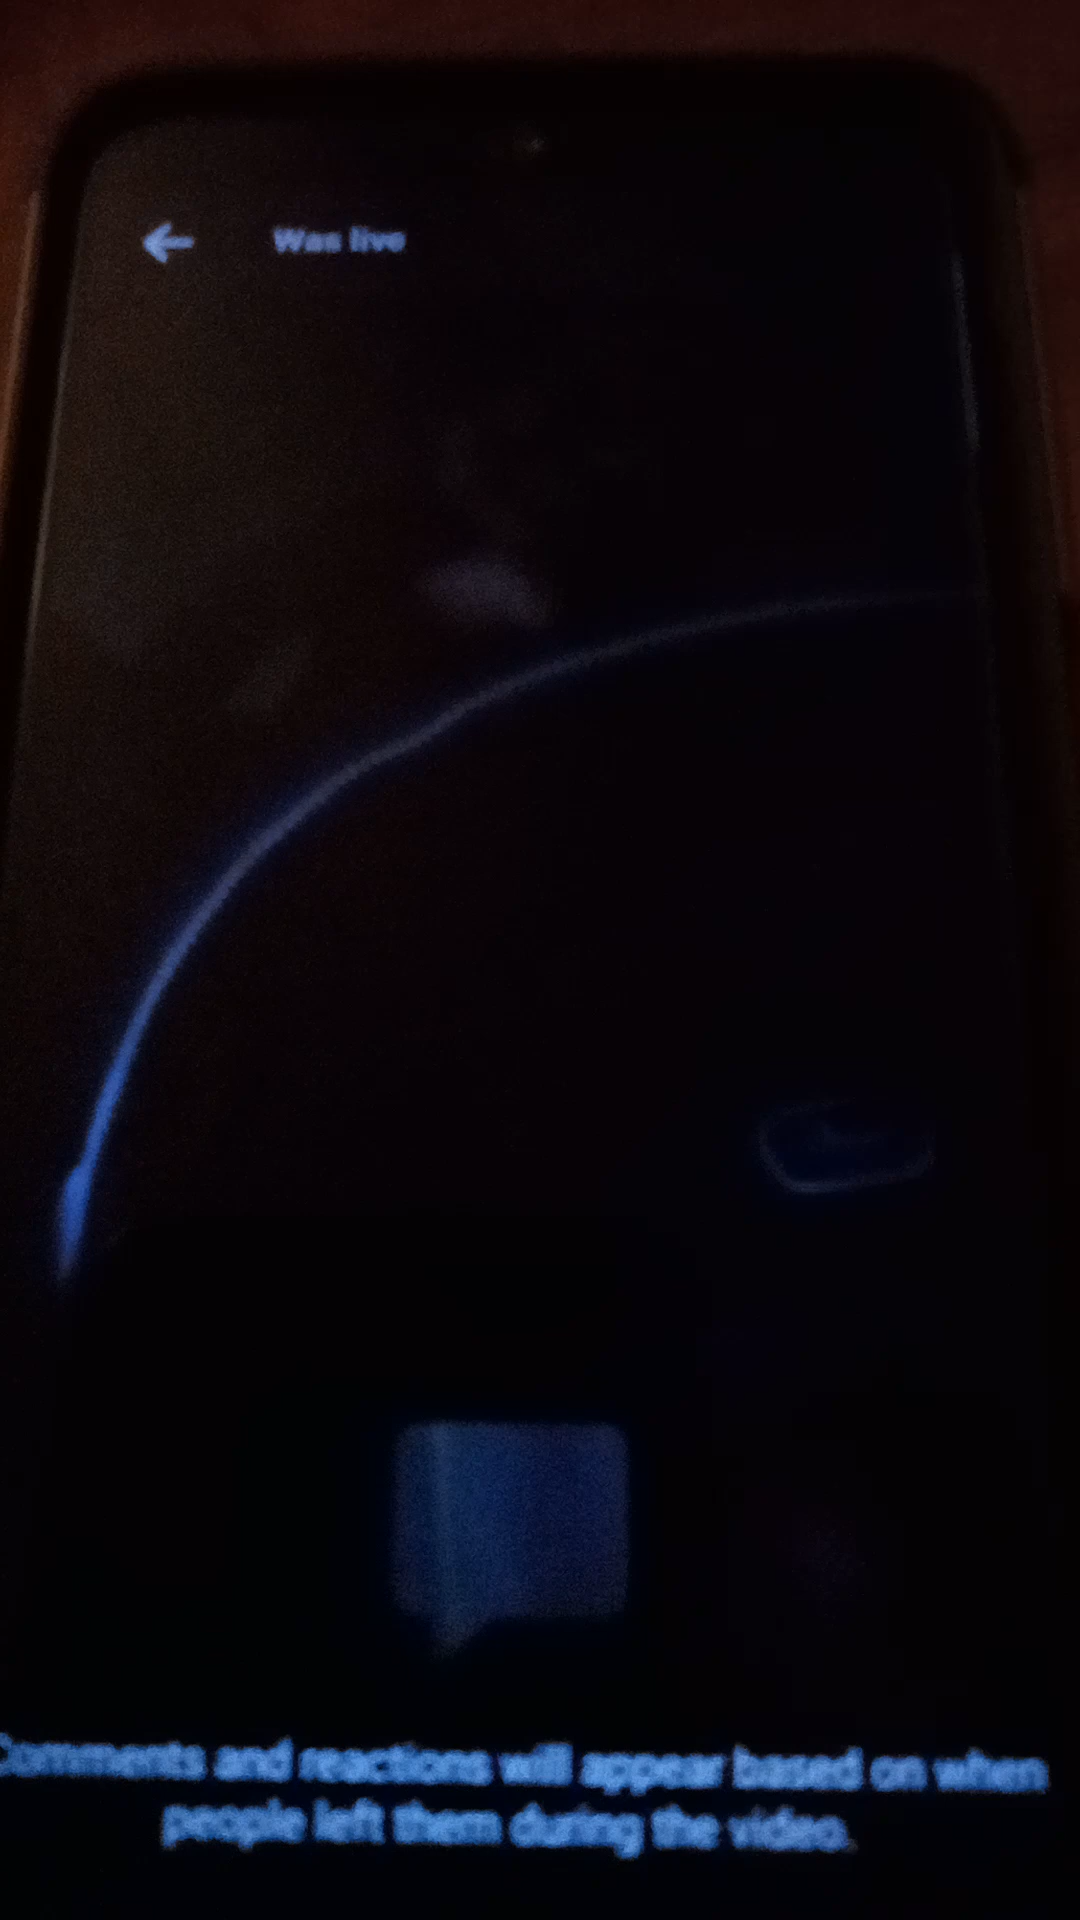 Was live
Comments and reactions will appear based on when
people left them during the video.